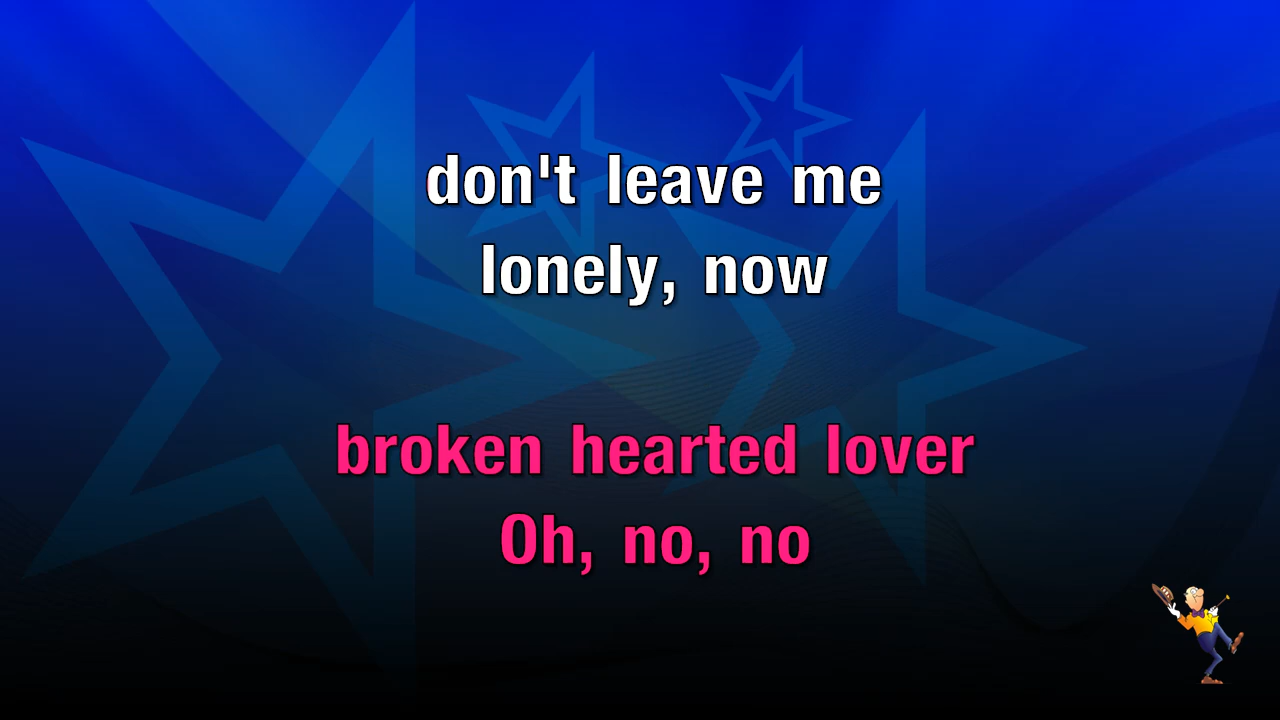 don't leave me
lonely, now
broken hearted lover
Oh, no, no